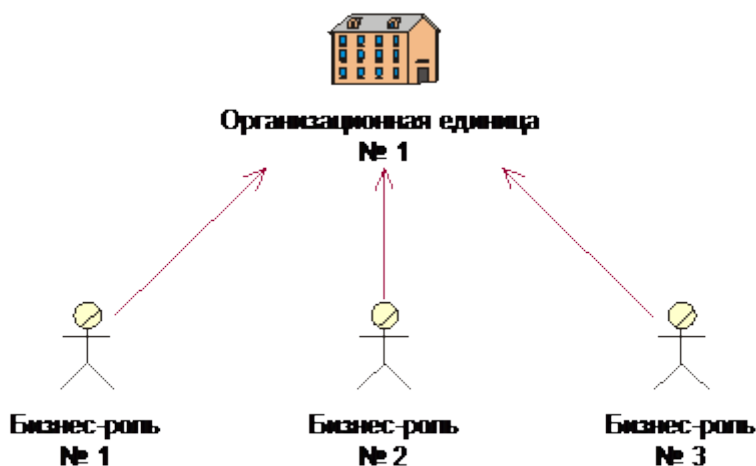 Организационная единица
№ 1
Бизнес-роль
№ 1
Бизнес-роль
№ 2
Бизнес-роль
№ 3